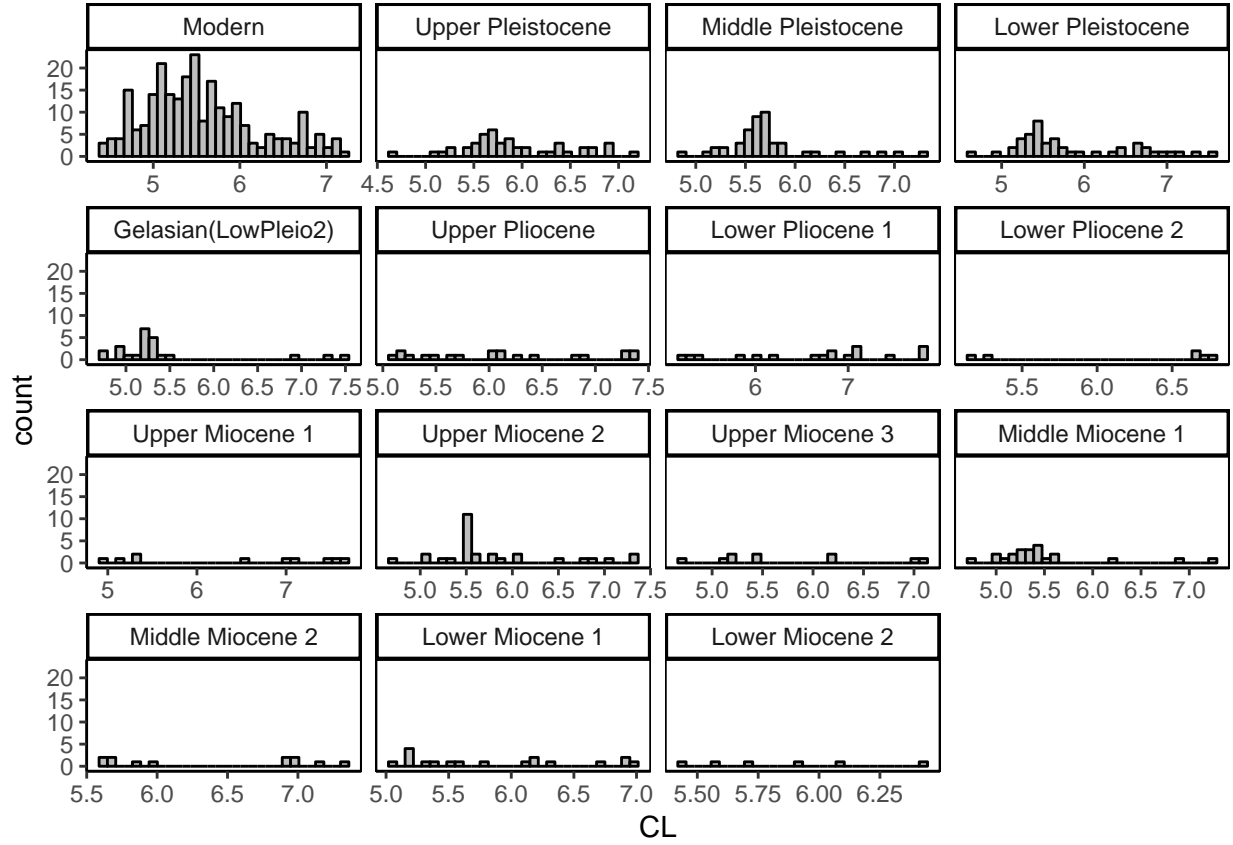 Modern
Upper Pleistocene
Middle Pleistocene
Lower Pleistocene
20
15
10
5
0
5 6 7
4.5 5.0 5.5 6.0 6.5 7.0
5.0 5.5 6.0 6.5 7.0
5 6 7
Gelasian(LowPleio2)
Upper Pliocene
Lower Pliocene 1
Lower Pliocene 2
20
15
10
5
0
5.0 5.5 6.0 6.5 7.0 7.5
5.0 5.5 6.0 6.5 7.0 7.5
6 7
5.5 6.0 6.5
count
Upper Miocene 1
Upper Miocene 2
Upper Miocene 3
Middle Miocene 1
20
15
10
5
0
5 6 7
5.0 5.5 6.0 6.5 7.0 7.5
5.0 5.5 6.0 6.5 7.0
5.0 5.5 6.0 6.5 7.0
Middle Miocene 2
Lower Miocene 1
Lower Miocene 2
20
15
10
5
0
5.5 6.0 6.5 7.0
5.0 5.5 6.0 6.5 7.0
5.50 5.75 6.00 6.25
CL